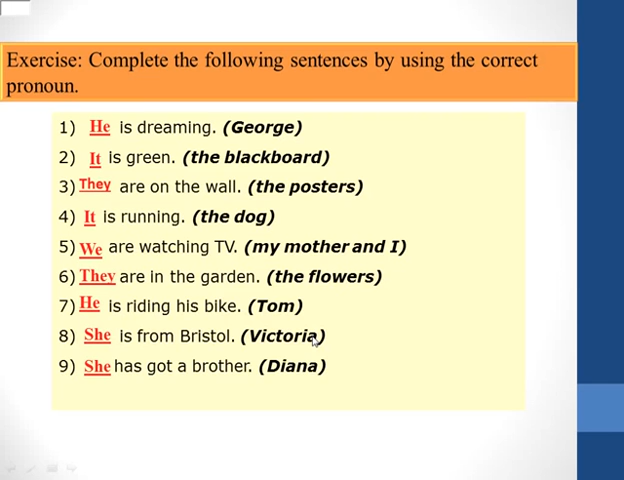 Exercise: Complete the following sentences by using the correct
pronoun.
1) He is dreaming. (George)
2) It is green. (the blackboard)
3) They are on the wall. (the posters)
4) It is running. (the dog)
5) We are watching TV. (my mother and I)
6) They are in the garden. (the flowers)
7) He is riding his bike. (Tom)
8) She is from Bristol. (Victoria)
9) She has got a brother. (Diana)